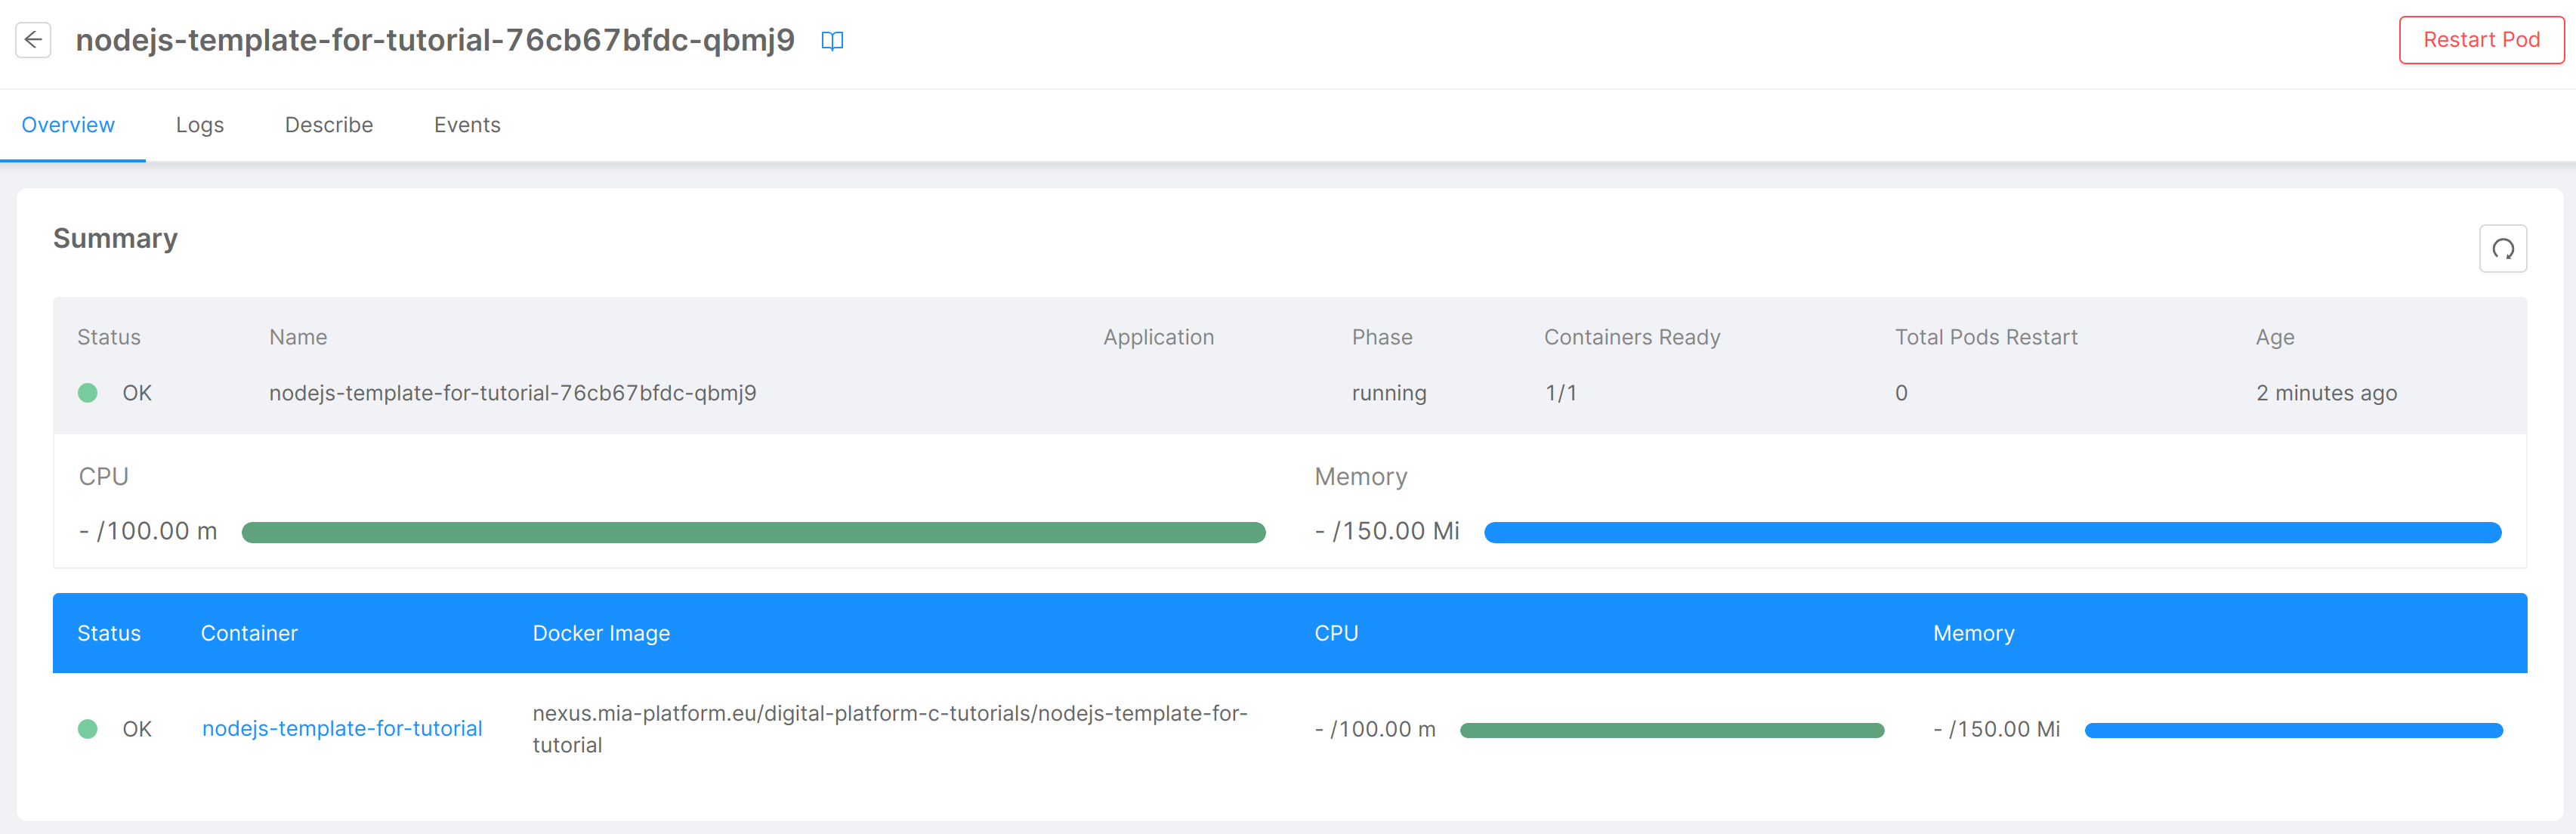 nodejs-template-for-tutorial-76cb67bfdc-qbmj9
Restart Pod
Overview Logs Describe Events
Summary
Status Name Application Phase Containers Ready Total Pods Restart Age
OK nodejs-template-for-tutorial-76cb67bfdc-qbmj9 running 1/1 0 2 minutes ago
CPU Memory
- /100.00 m - /150.00 Mi
Status Container Docker Image CPU Memory
OK nodejs-template-for-tutorial nexus.mia-platform.eu/digital-platform-c-tutorials/nodejs-template-for-
tutorial
- /100.00 m - /150.00 Mi